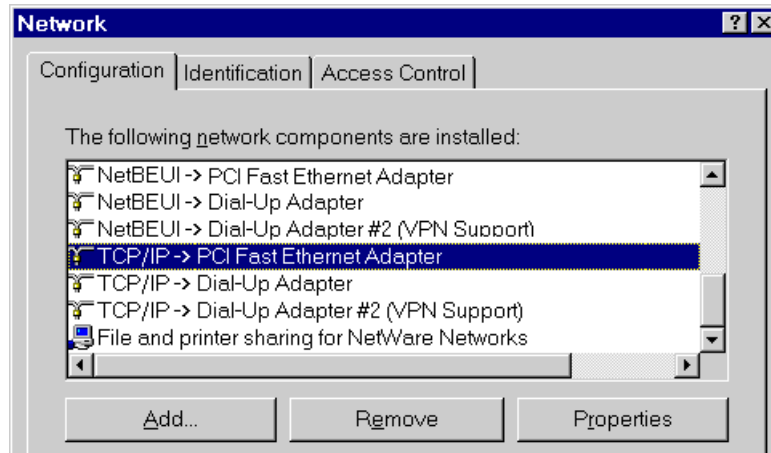 Network
Configuration Identification Access Control
The following network components are installed:
NetBEUI -> PCI Fast Ethernet Adapter
NetBEUI -> Dial-Up Adapter
NetBEUI -> Dial-Up Adapter #2 (VPN Support)
TCP/IP -> PCI Fast Ethernet Adapter
TCP/IP -> Dial-Up Adapter
TCP/IP -> Dial-Up Adapter #2 (VPN Support)
File and printer sharing for NetWare Networks
Add... Remove Properties